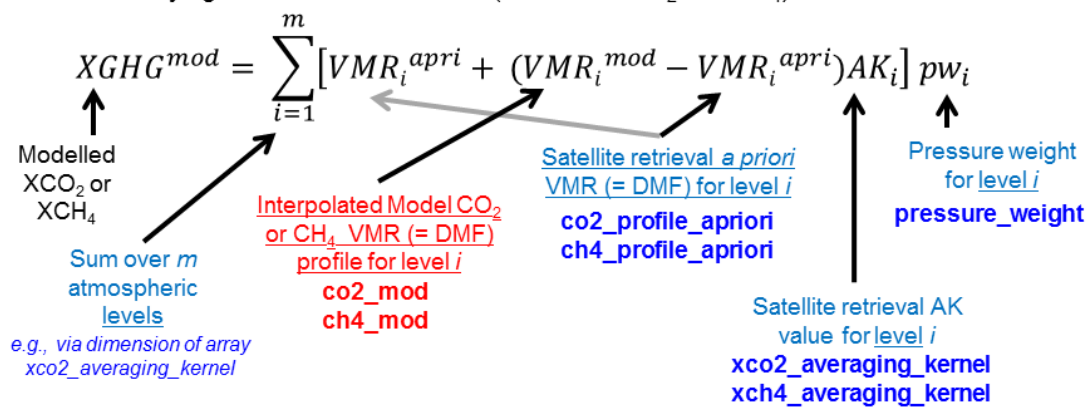 m
XGHG^mod = ∑ [VMR_i^apri + (VMR_i^mod − VMR_i^apri)AK_i] pw_i
i=1
Modelled
XCO₂ or
XCH₄
Sum over m
atmospheric
levels
e.g., via dimension of array
xco2_averaging_kernel
Interpolated Model CO₂
or CH₄ VMR (= DMF)
profile for level i
co2_mod
ch4_mod
Satellite retrieval a priori
VMR (= DMF) for level i
co2_profile_apriori
ch4_profile_apriori
Satellite retrieval AK
value for level i
xco2_averaging_kernel
xch4_averaging_kernel
Pressure weight
for level i
pressure_weight